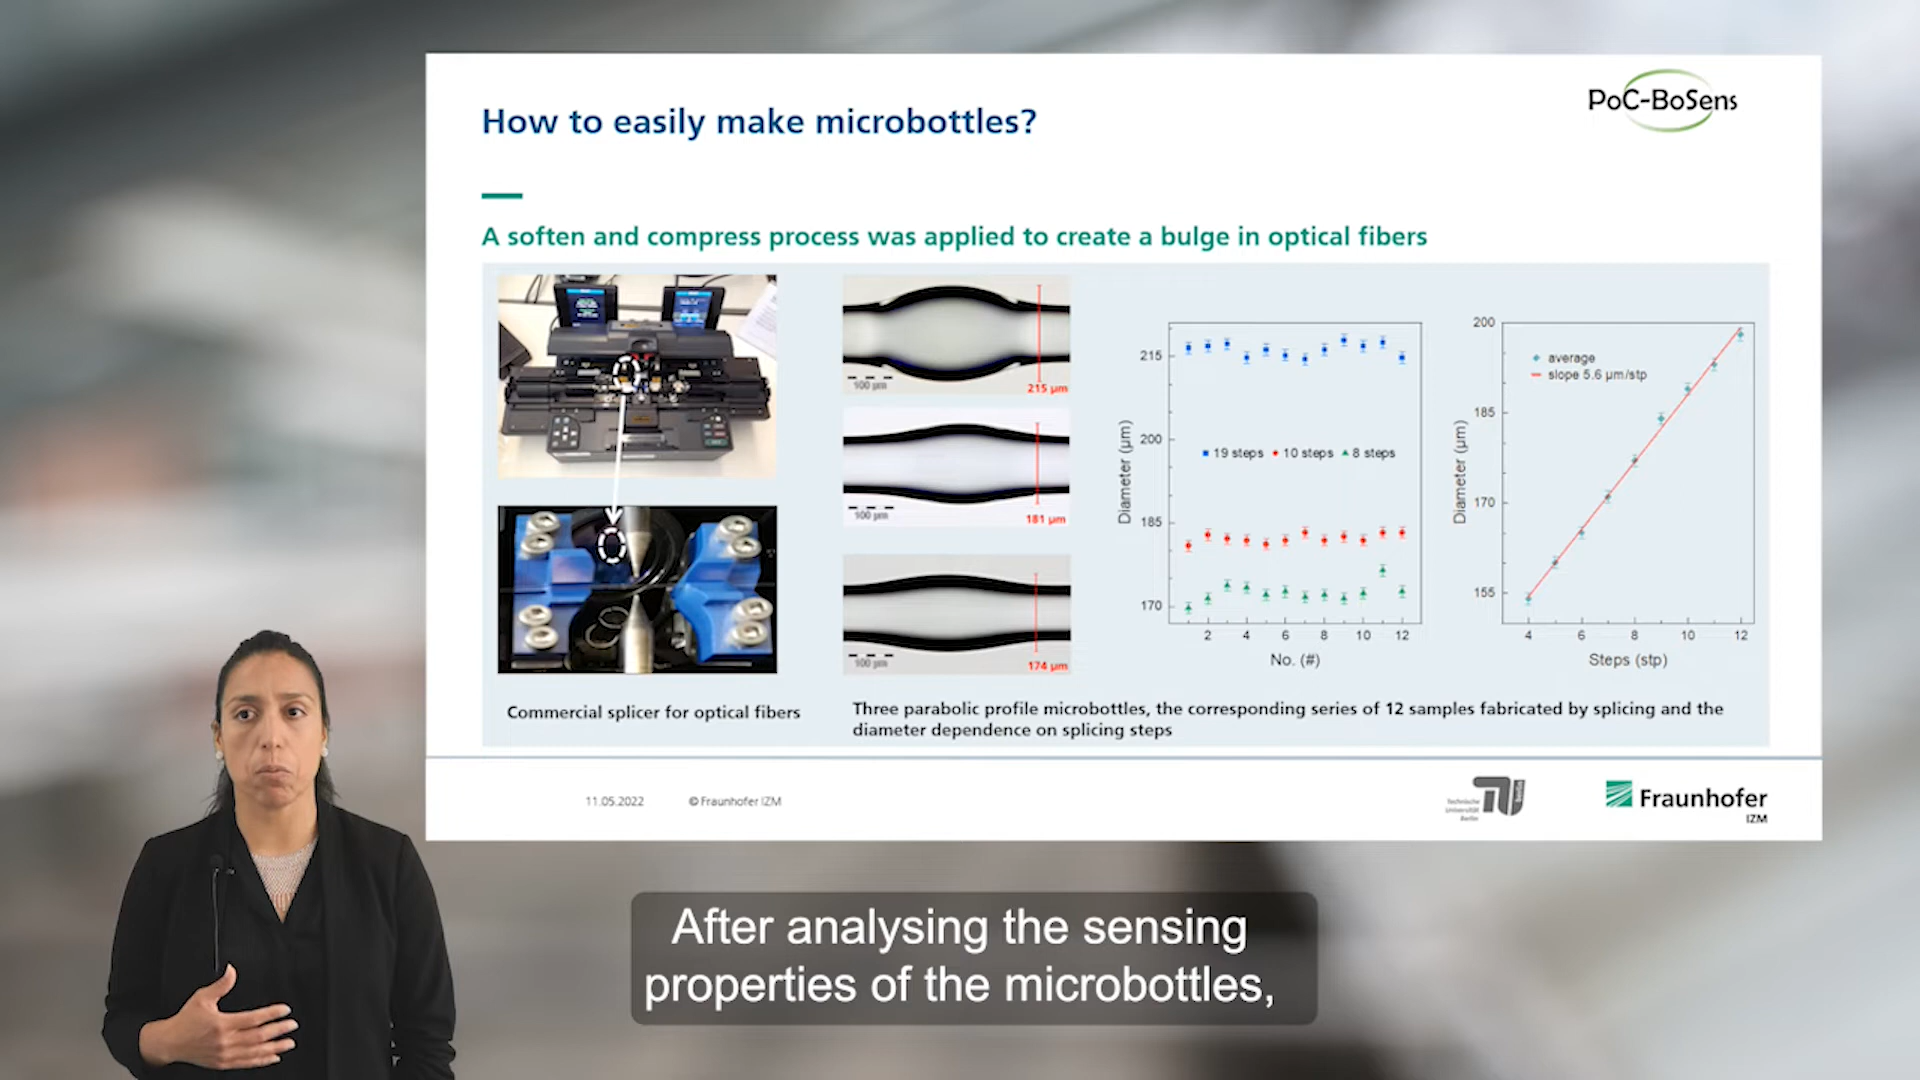 PoC-BoSens
How to easily make microbottles?
A soften and compress process was applied to create a bulge in optical fibers
100 µm
215 µm
100 µm
181 µm
100 µm
174 µm
Diameter (µm)
215
200
185
170
19 steps 10 steps 8 steps
2 4 6 8 10 12
No. (#)
Diameter (µm)
200
185
170
155
average
slope 5.6 µm/stp
4 6 8 10 12
Steps (stp)
Commercial splicer for optical fibers
Three parabolic profile microbottles, the corresponding series of 12 samples fabricated by splicing and the
diameter dependence on splicing steps
11.05.2022 © Fraunhofer IZM
Technische
Universität
Berlin
Fraunhofer
IZM
After analysing the sensing
properties of the microbottles,